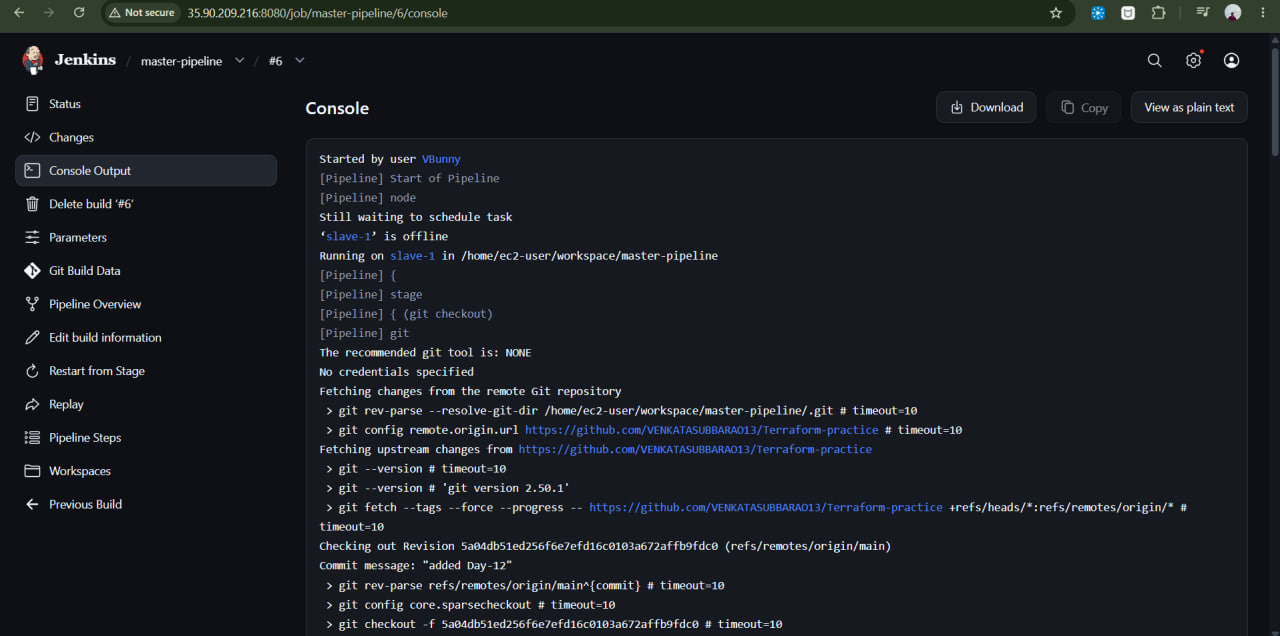 Not secure
35.90.209.216:8080/job/master-pipeline/6/console
Jenkins / master-pipeline / #6
Status
Changes
Console Output
Delete build ‘#6’
Parameters
Git Build Data
Pipeline Overview
Edit build information
Restart from Stage
Replay
Pipeline Steps
Workspaces
Previous Build
Console
Download
Copy
View as plain text
Started by user VBunny
[Pipeline] Start of Pipeline
[Pipeline] node
Still waiting to schedule task
‘slave-1’ is offline
Running on slave-1 in /home/ec2-user/workspace/master-pipeline
[Pipeline] {
[Pipeline] stage
[Pipeline] { (git checkout)
[Pipeline] git
The recommended git tool is: NONE
No credentials specified
Fetching changes from the remote Git repository
> git rev-parse --resolve-git-dir /home/ec2-user/workspace/master-pipeline/.git # timeout=10
> git config remote.origin.url https://github.com/VENKATASUBBARAO13/Terraform-practice # timeout=10
Fetching upstream changes from https://github.com/VENKATASUBBARAO13/Terraform-practice
> git --version # timeout=10
> git --version # 'git version 2.50.1'
> git fetch --tags --force --progress -- https://github.com/VENKATASUBBARAO13/Terraform-practice +refs/heads/*:refs/remotes/origin/* #
timeout=10
Checking out Revision 5a04db51ed256f6e7efd16c0103a672affb9fdc0 (refs/remotes/origin/main)
Commit message: "added Day-12"
> git rev-parse refs/remotes/origin/main^{commit} # timeout=10
> git config core.sparsecheckout # timeout=10
> git checkout -f 5a04db51ed256f6e7efd16c0103a672affb9fdc0 # timeout=10